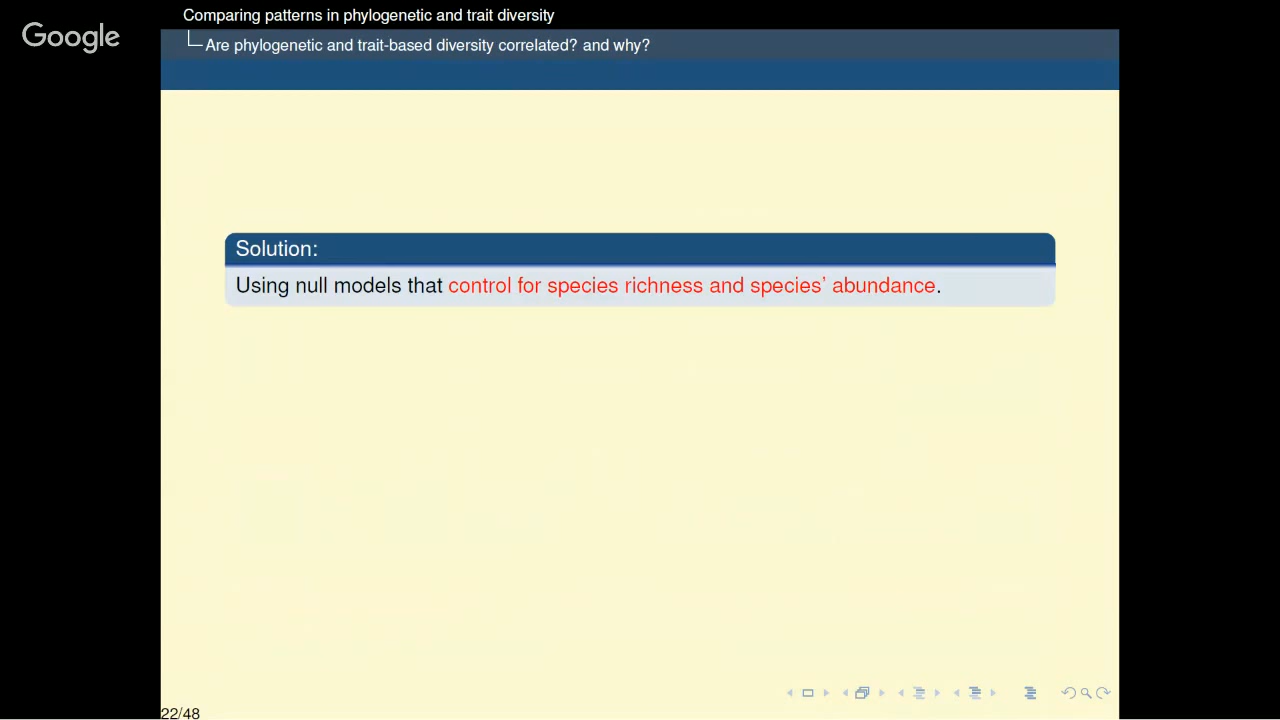 Google
Comparing patterns in phylogenetic and trait diversity
Are phylogenetic and trait-based diversity correlated? and why?
Solution:
Using null models that control for species richness and species' abundance.
22/48